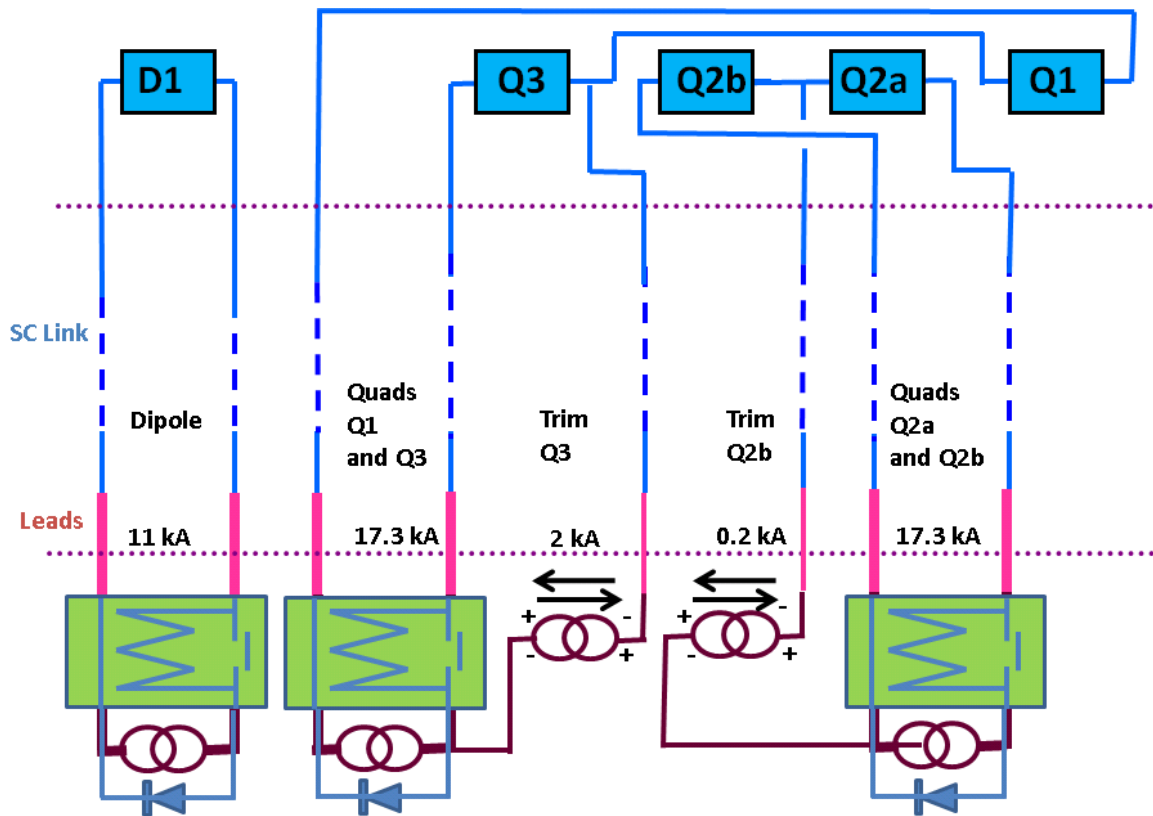 D1
Q3
Q2b
Q2a
Q1
SC Link
Dipole
Quads
Q1
and Q3
Trim
Q3
Trim
Q2b
Quads
Q2a
and Q2b
Leads
11 kA
17.3 kA
2 kA
0.2 kA
17.3 kA
+ -
- +
+ -
- +